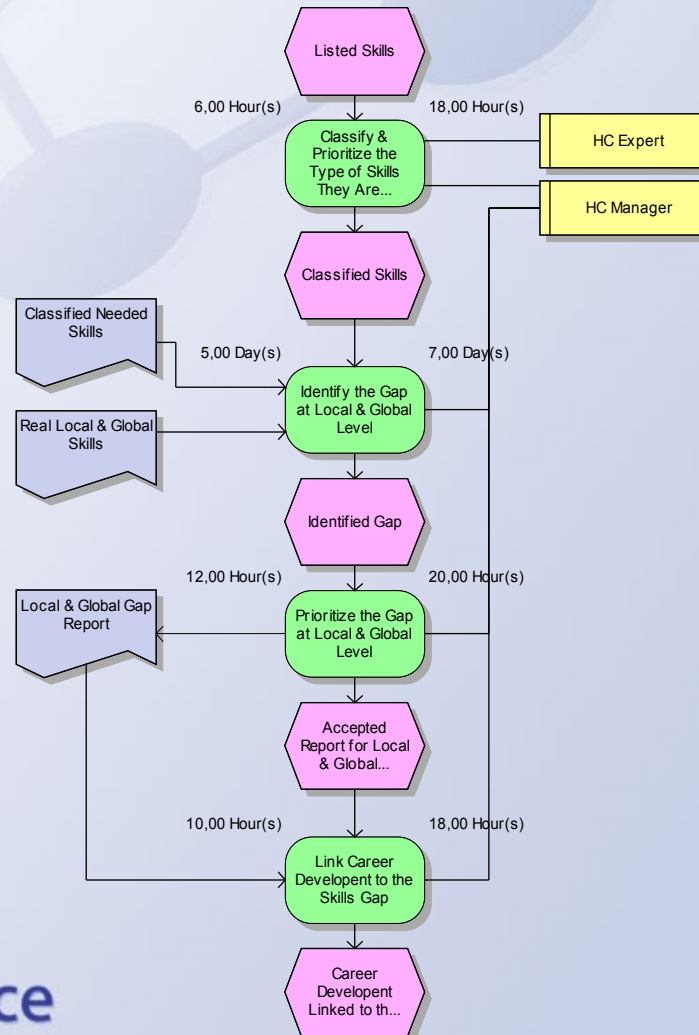 Listed Skills
6,00 Hour(s)
18,00 Hour(s)
Classify &
Prioritize the
Type of Skills
They Are...
HC Expert
HC Manager
Classified Skills
Classified Needed
Skills
5,00 Day(s)
7,00 Day(s)
Identify the Gap
at Local & Global
Level
Real Local & Global
Skills
Identified Gap
12,00 Hour(s)
20,00 Hour(s)
Local & Global Gap
Report
Prioritize the Gap
at Local & Global
Level
Accepted
Report for Local
& Global...
10,00 Hour(s)
18,00 Hour(s)
Link Career
Developent to the
Skills Gap
Career
Developent
Linked to th...
ce